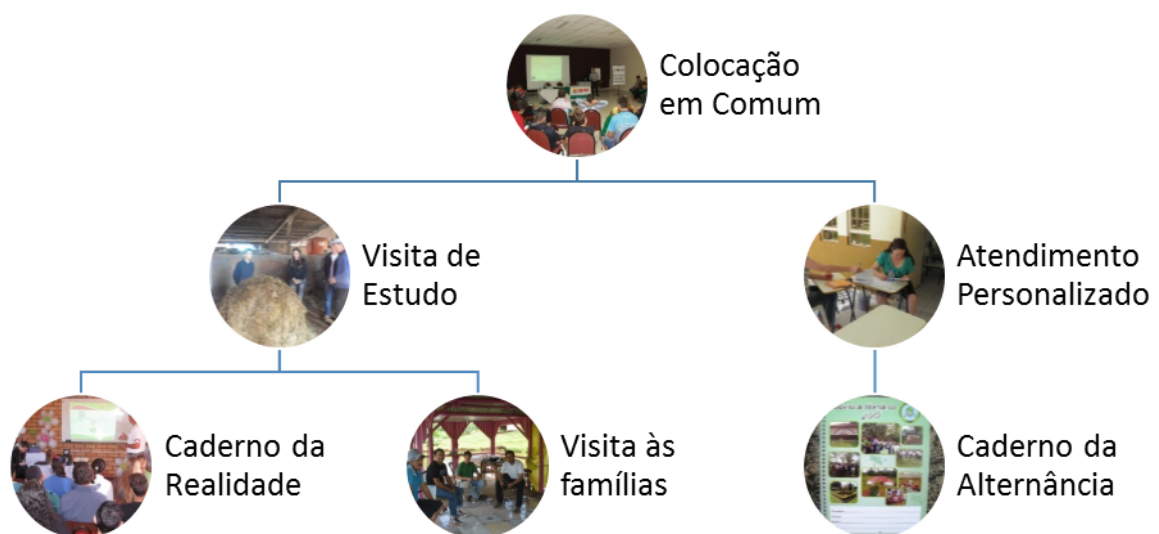 Colocação
em Comum
Visita de
Estudo
Atendimento
Personalizado
Caderno da
Realidade
Visita às
famílias
Caderno da
Alternância